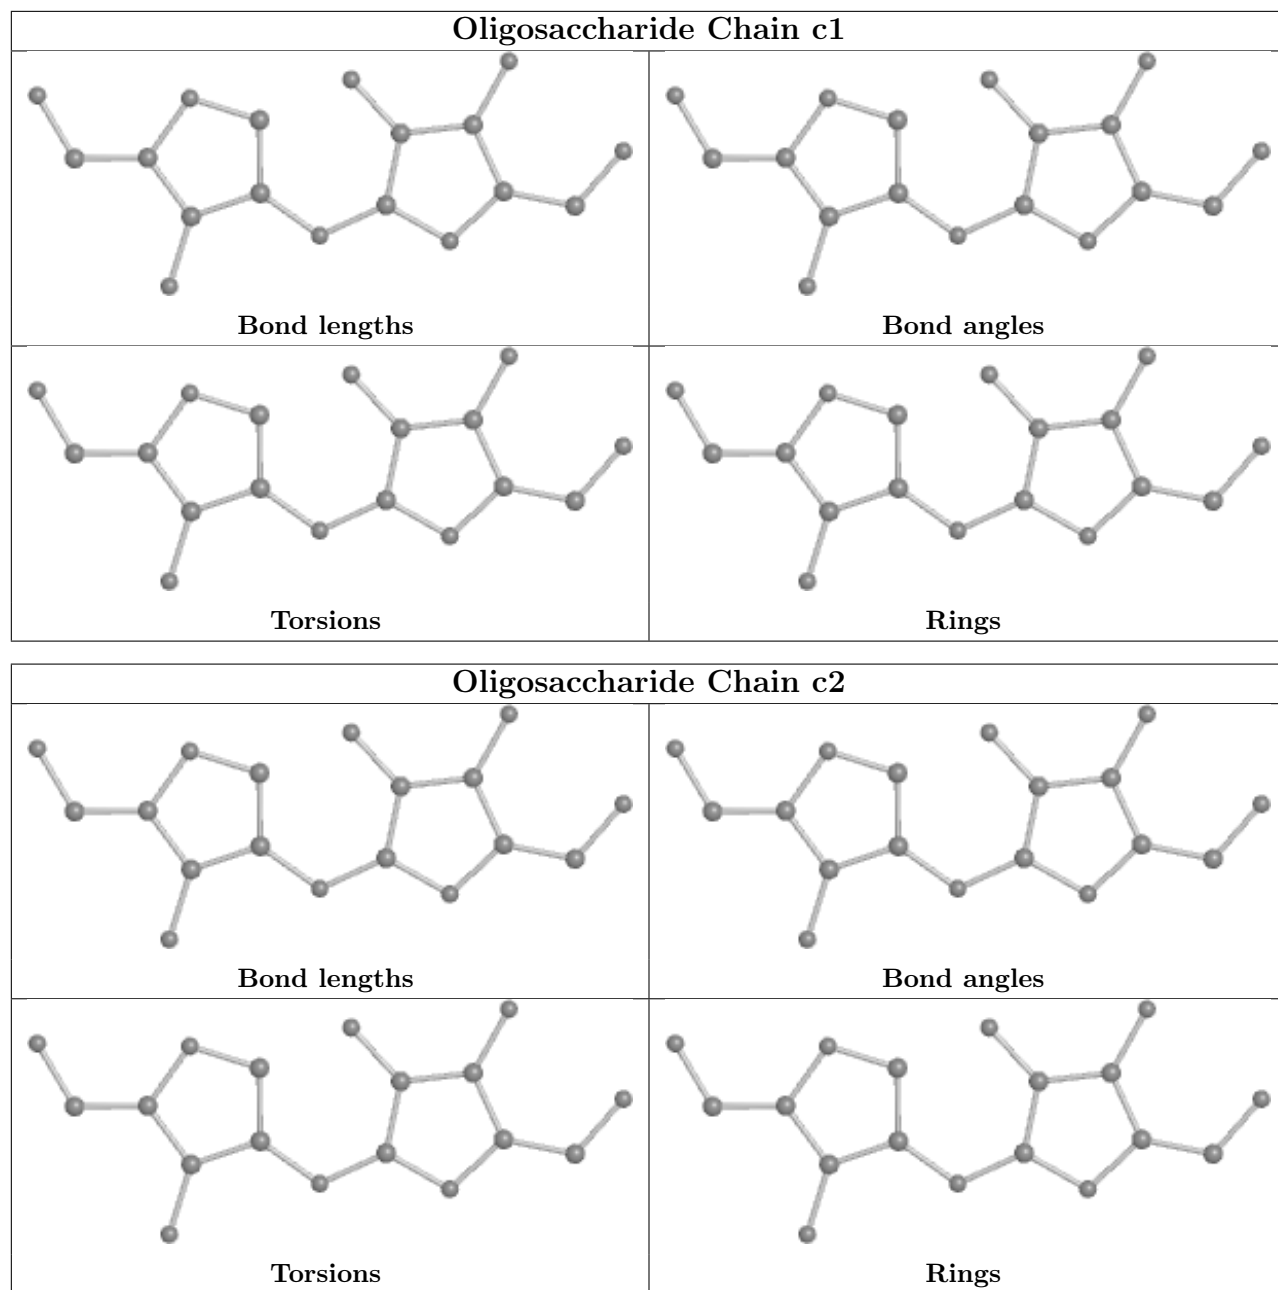 Oligosaccharide Chain c1
Bond lengths
Bond angles
Torsions
Rings
Oligosaccharide Chain c2
Bond lengths
Bond angles
Torsions
Rings